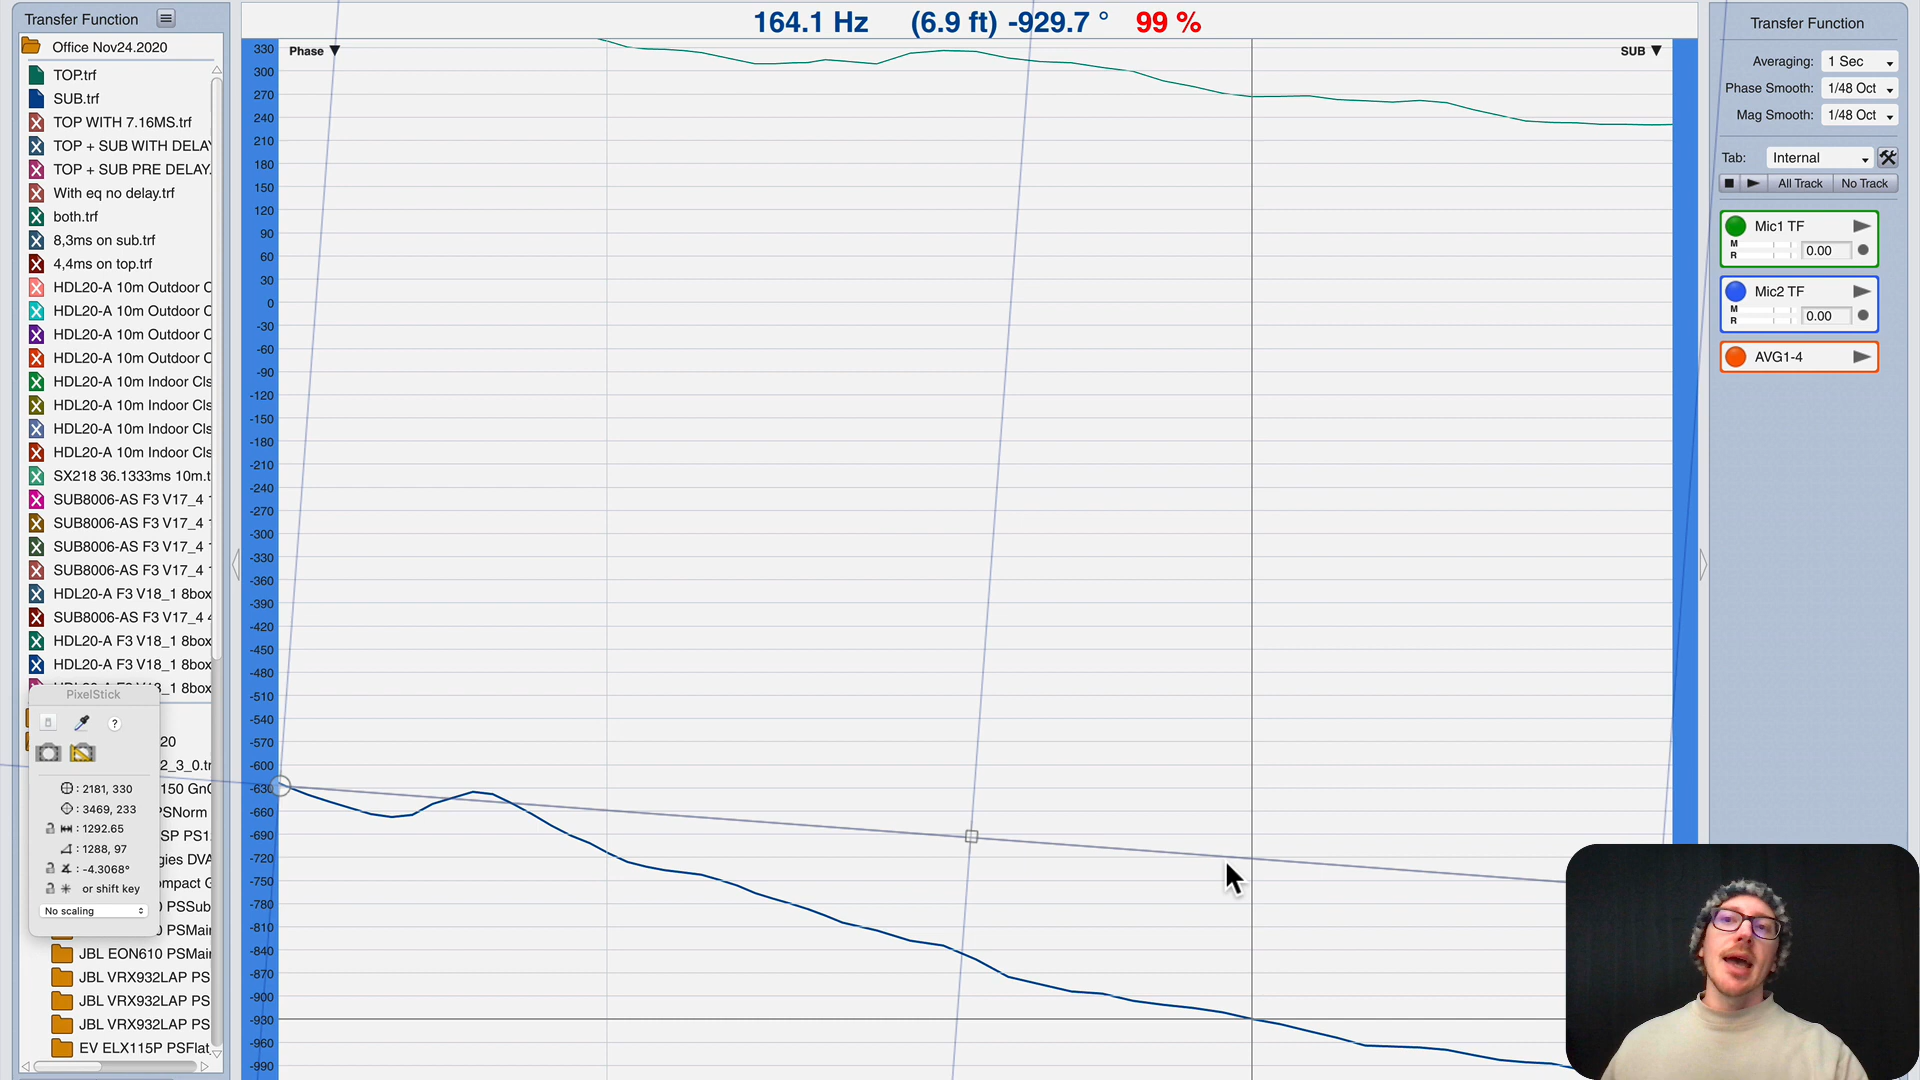 Transfer Function
Office Nov24.2020
TOP.trf
SUB.trf
TOP WITH 7.16MS.trf
TOP + SUB WITH DELA
TOP + SUB PRE DELAY.
With eq no delay.trf
both.trf
8,3ms on sub.trf
4,4ms on top.trf
HDL20-A 10m Outdoor C
HDL20-A 10m Outdoor C
HDL20-A 10m Outdoor C
HDL20-A 10m Outdoor C
HDL20-A 10m Indoor Cls
HDL20-A 10m Indoor Cls
HDL20-A 10m Indoor Cls
HDL20-A 10m Indoor Cls
SX218 36.1333ms 10m.t
SUB8006-AS F3 V17_4
SUB8006-AS F3 V17_4
SUB8006-AS F3 V17_4
SUB8006-AS F3 V17_4
HDL20-A F3 V18_1 8box
SUB8006-AS F3 V17_4 4
HDL20-A F3 V18_1 8box
HDL20-A F3 V18_1 8box
_1 8box
20
2_3_0.tr
150 GnC
PSNorm
SP PS1.
gies DVA
ompact G
PSSub
PSMai
JBL EON610 PSMai
JBL VRX932LAP PS
JBL VRX932LAP PS
JBL VRX932LAP PS
EV ELX115P PSFlat
PixelStick
?
: 2181, 330
: 3469, 233
: 1292.65
: 1288, 97
: -4.3068°
or shift key
No scaling
164.1 Hz (6.9 ft) -929.7 ° 99 %
Phase
SUB
330
300
270
240
210
180
150
120
90
60
30
0
-30
-60
-90
-120
-150
-180
-210
-240
-270
-300
-330
-360
-390
-420
-450
-480
-510
-540
-570
-600
-630
-660
-690
-720
-750
-780
-810
-840
-870
-900
-930
-960
-990
Transfer Function
Averaging: 1 Sec
Phase Smooth: 1/48 Oct
Mag Smooth: 1/48 Oct
Tab: Internal
All Track No Track
Mic1 TF
M
R
0.00
Mic2 TF
M
R
0.00
AVG1-4